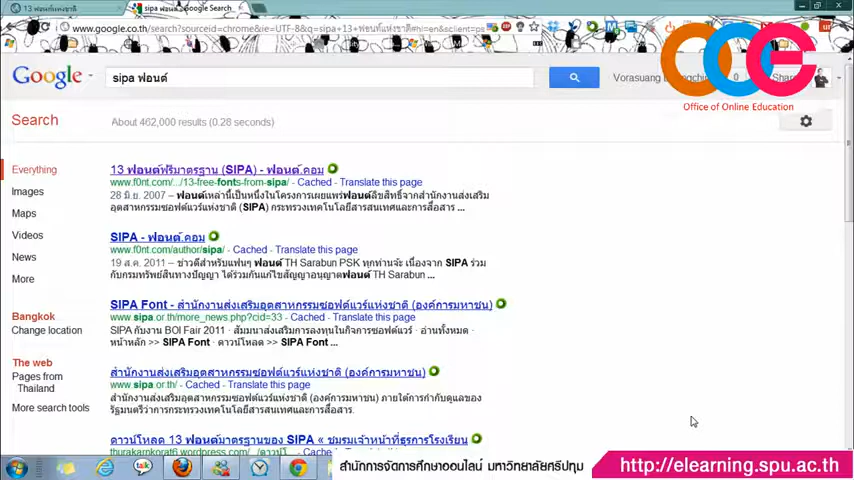 13 ฟอนต์แห่งชาติ
sipa ฟอนต์ - Google Search
www.google.co.th/search?sourceid=chrome&ie=UTF-8&q=sipa+
Google
sipa ฟอนต์
Vorasuang
0
Share
Office of Online Education
Search
About 462,000 results (0.28 seconds)
Everything
Images
Maps
Videos
News
More
Bangkok
Change location
The web
Pages from
Thailand
More search tools
13 ฟอนต์ฟรีมาตรฐาน (SIPA) - ฟอนต์.คอม
www.f0nt.com/.../13-free-fonts-from-sipa/ - Cached - Translate this page
28 มิ.ย. 2007 – ฟอนต์เหล่านี้เป็นหนึ่งในโครงการเผยแพร่ฟอนต์ลิขสิทธิ์จากสำนักงานส่งเสริม
อุตสาหกรรมซอฟต์แวร์แห่งชาติ (SIPA) กระทรวงเทคโนโลยีสารสนเทศและการสื่อสาร ...
SIPA - ฟอนต์.คอม
www.f0nt.com/author/sipa/ - Cached - Translate this page
19 ส.ค. 2011 – ข่าวดีสำหรับแฟนๆ ฟอนต์ TH Sarabun PSK ทุกท่านจ้ะ เนื่องจาก SIPA ร่วม
กับกรมทรัพย์สินทางปัญญา ได้ร่วมกันแก้ไขสัญญาอนุญาตฟอนต์ TH Sarabun ...
SIPA Font - สำนักงานส่งเสริมอุตสาหกรรมซอฟต์แวร์แห่งชาติ (องค์การมหาชน)
www.sipa.or.th/more_news.php?cid=33 - Cached - Translate this page
SIPA กับงาน BOI Fair 2011 · สัมมนาส่งเสริมการลงทุนในกิจการซอฟต์แวร์ · อ่านทั้งหมด ·
หน้าหลัก >> SIPA Font · ดาวน์โหลด >> SIPA Font ...
สำนักงานส่งเสริมอุตสาหกรรมซอฟต์แวร์แห่งชาติ (องค์การมหาชน)
www.sipa.or.th/ - Cached - Translate this page
สำนักงานส่งเสริมอุตสาหกรรมซอฟต์แวร์แห่งชาติ (องค์การมหาชน) ภายใต้การกำกับดูแลของ
รัฐมนตรีว่าการกระทรวงเทคโนโลยีสารสนเทศและการสื่อสาร.
ดาวน์โหลด 13 ฟอนต์มาตรฐานของ SIPA « ชมรมเจ้าหน้าที่ธุรการโรงเรียน
thurakarnkorat6.wordpress.com/
สำนักการจัดการศึกษาออนไลน์ มหาวิทยาลัยศรีปทุม
http://elearning.spu.ac.th